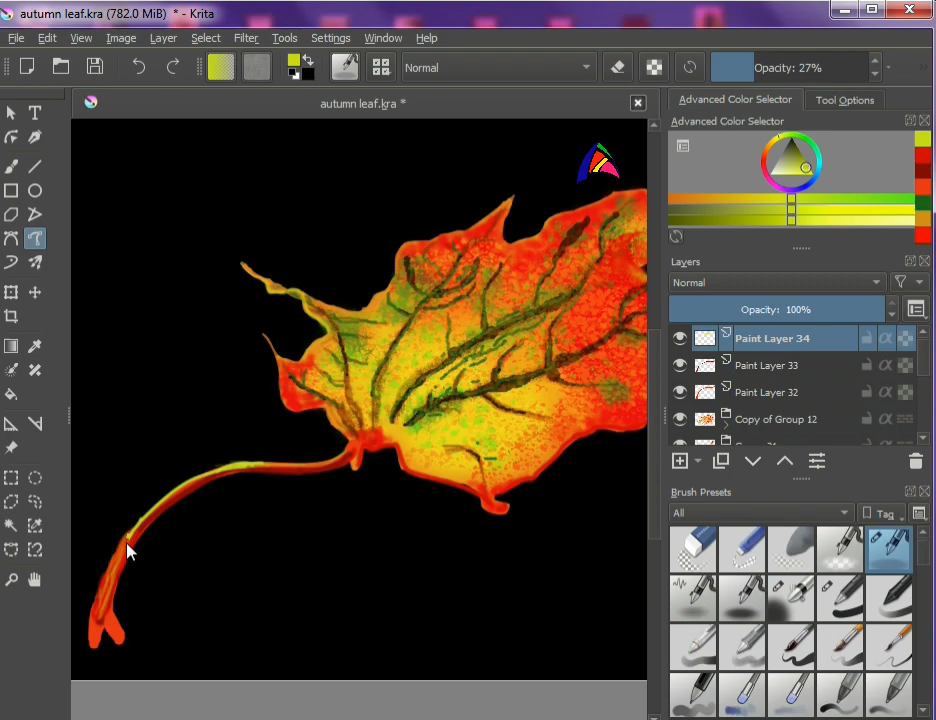 autumn leaf.kra (782.0 MiB) * - Krita
File Edit View Image Layer Select Filter Tools Settings Window Help
Normal
Opacity: 27%
autumn leaf.kra *
Advanced Color Selector
Tool Options
Advanced Color Selector
Layers
Normal
Opacity: 100%
Paint Layer 34
Paint Layer 33
Paint Layer 32
Copy of Group 12
Brush Presets
All
Tag